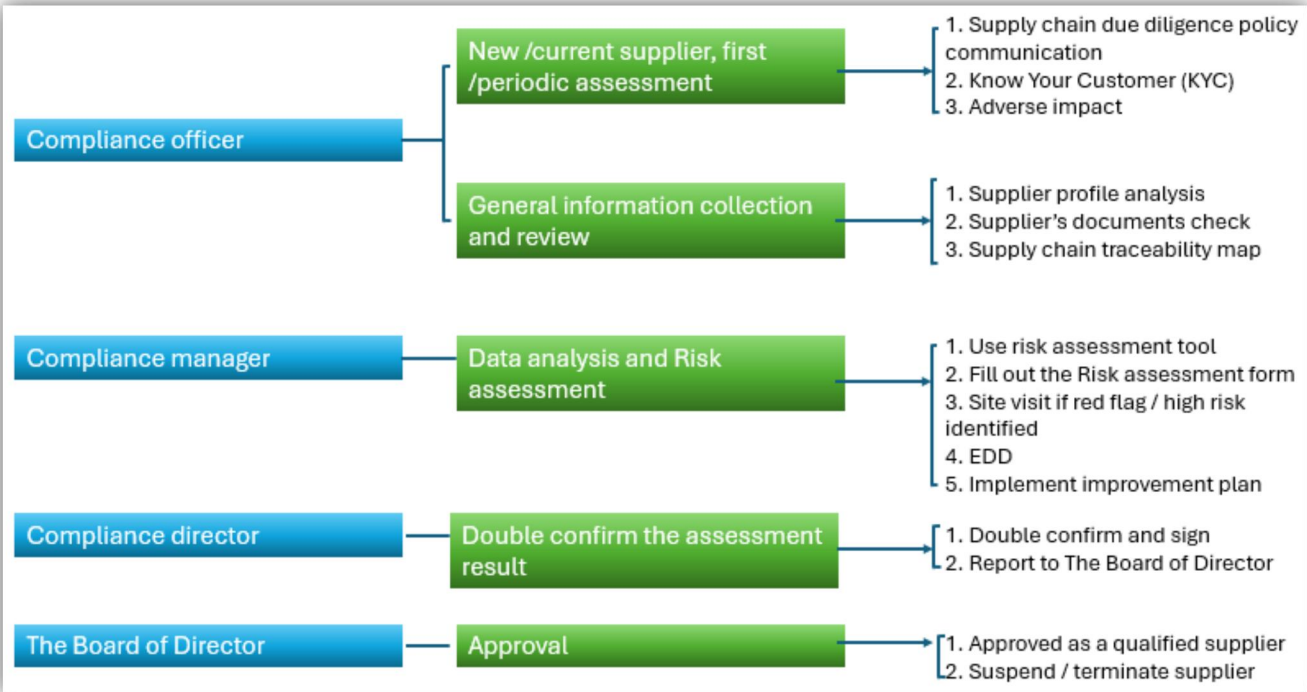 Compliance officer
New /current supplier, first
/periodic assessment
1. Supply chain due diligence policy
communication
2. Know Your Customer (KYC)
3. Adverse impact
General information collection
and review
1. Supplier profile analysis
2. Supplier's documents check
3. Supply chain traceability map
Compliance manager
Data analysis and Risk
assessment
1. Use risk assessment tool
2. Fill out the Risk assessment form
3. Site visit if red flag / high risk
identified
4. EDD
5. Implement improvement plan
Compliance director
Double confirm the assessment
result
1. Double confirm and sign
2. Report to The Board of Director
The Board of Director
Approval
1. Approved as a qualified supplier
2. Suspend / terminate supplier